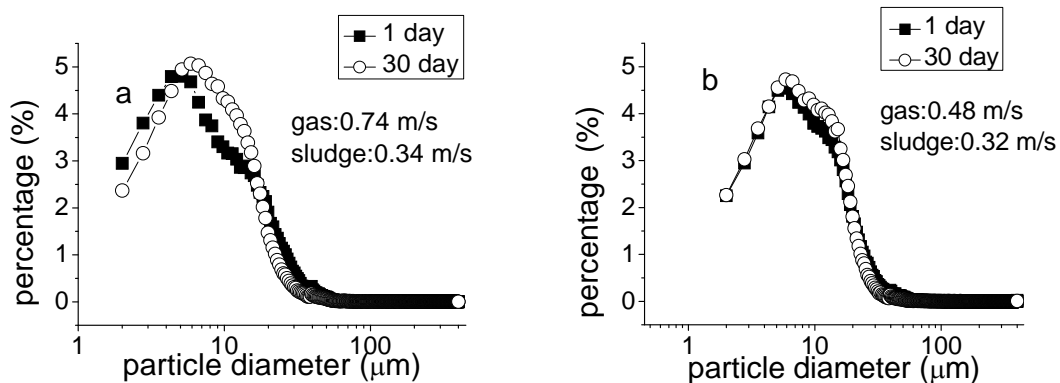 1 day
30 day
a
gas:0.74 m/s
sludge:0.34 m/s
percentage (%)
5
4
3
2
1
0
1
10
100
particle diameter (μm)
1 day
30 day
b
gas:0.48 m/s
sludge:0.32 m/s
percentage (%)
5
4
3
2
1
0
1
10
100
particle diameter (μm)